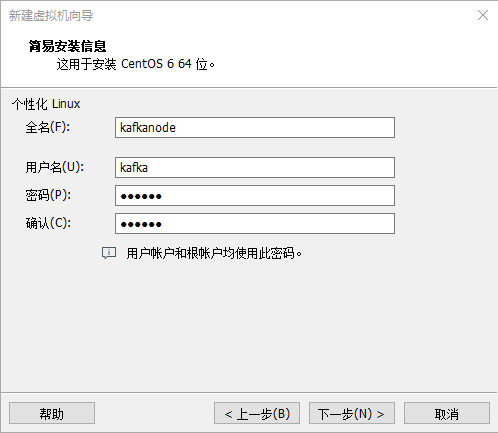 新建虚拟机向导
简易安装信息
这用于安装 CentOS 6 64 位。
个性化 Linux
全名(F): kafkanode
用户名(U): kafka
密码(P): ●●●●●●
确认(C): ●●●●●●
用户帐户和根帐户均使用此密码。
帮助 < 上一步(B) 下一步(N) > 取消